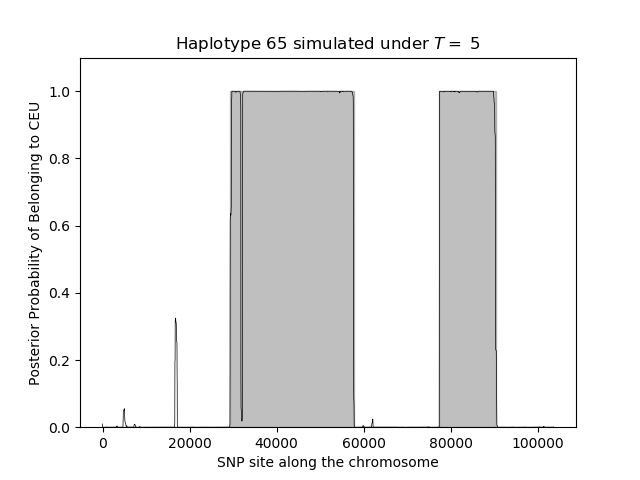 Haplotype 65 simulated under T = 5
Posterior Probability of Belonging to CEU
1.0
0.8
0.6
0.4
0.2
0.0
0 20000 40000 60000 80000 100000
SNP site along the chromosome